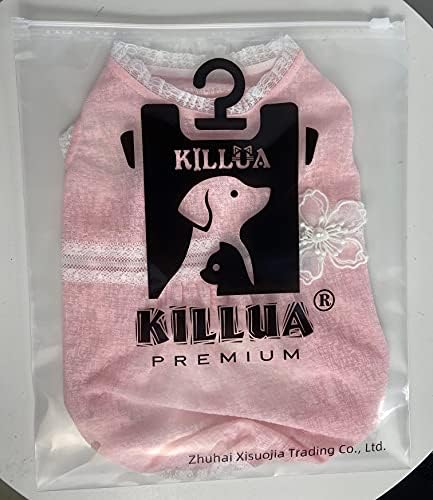 KILLUA
KILLUA®
PREMIUM
Zhuhai Xisuojia Trading Co., Ltd.